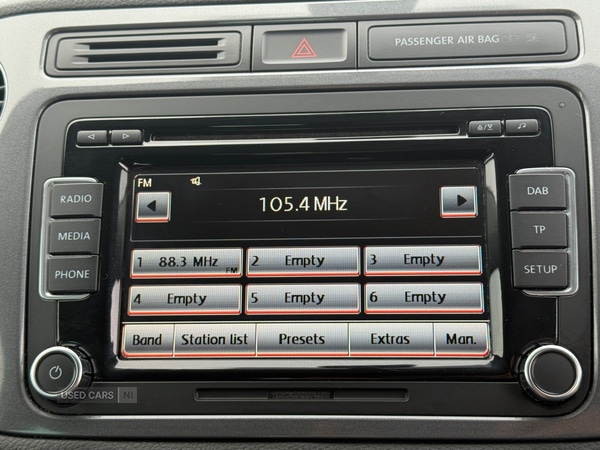 PASSENGER AIR BAG
RADIO
MEDIA
PHONE
DAB
TP
SETUP
FM
105.4 MHz
1 88.3 MHz FM
2 Empty
3 Empty
4 Empty
5 Empty
6 Empty
Band Station list Presets Extras Man.
USED CARS NI